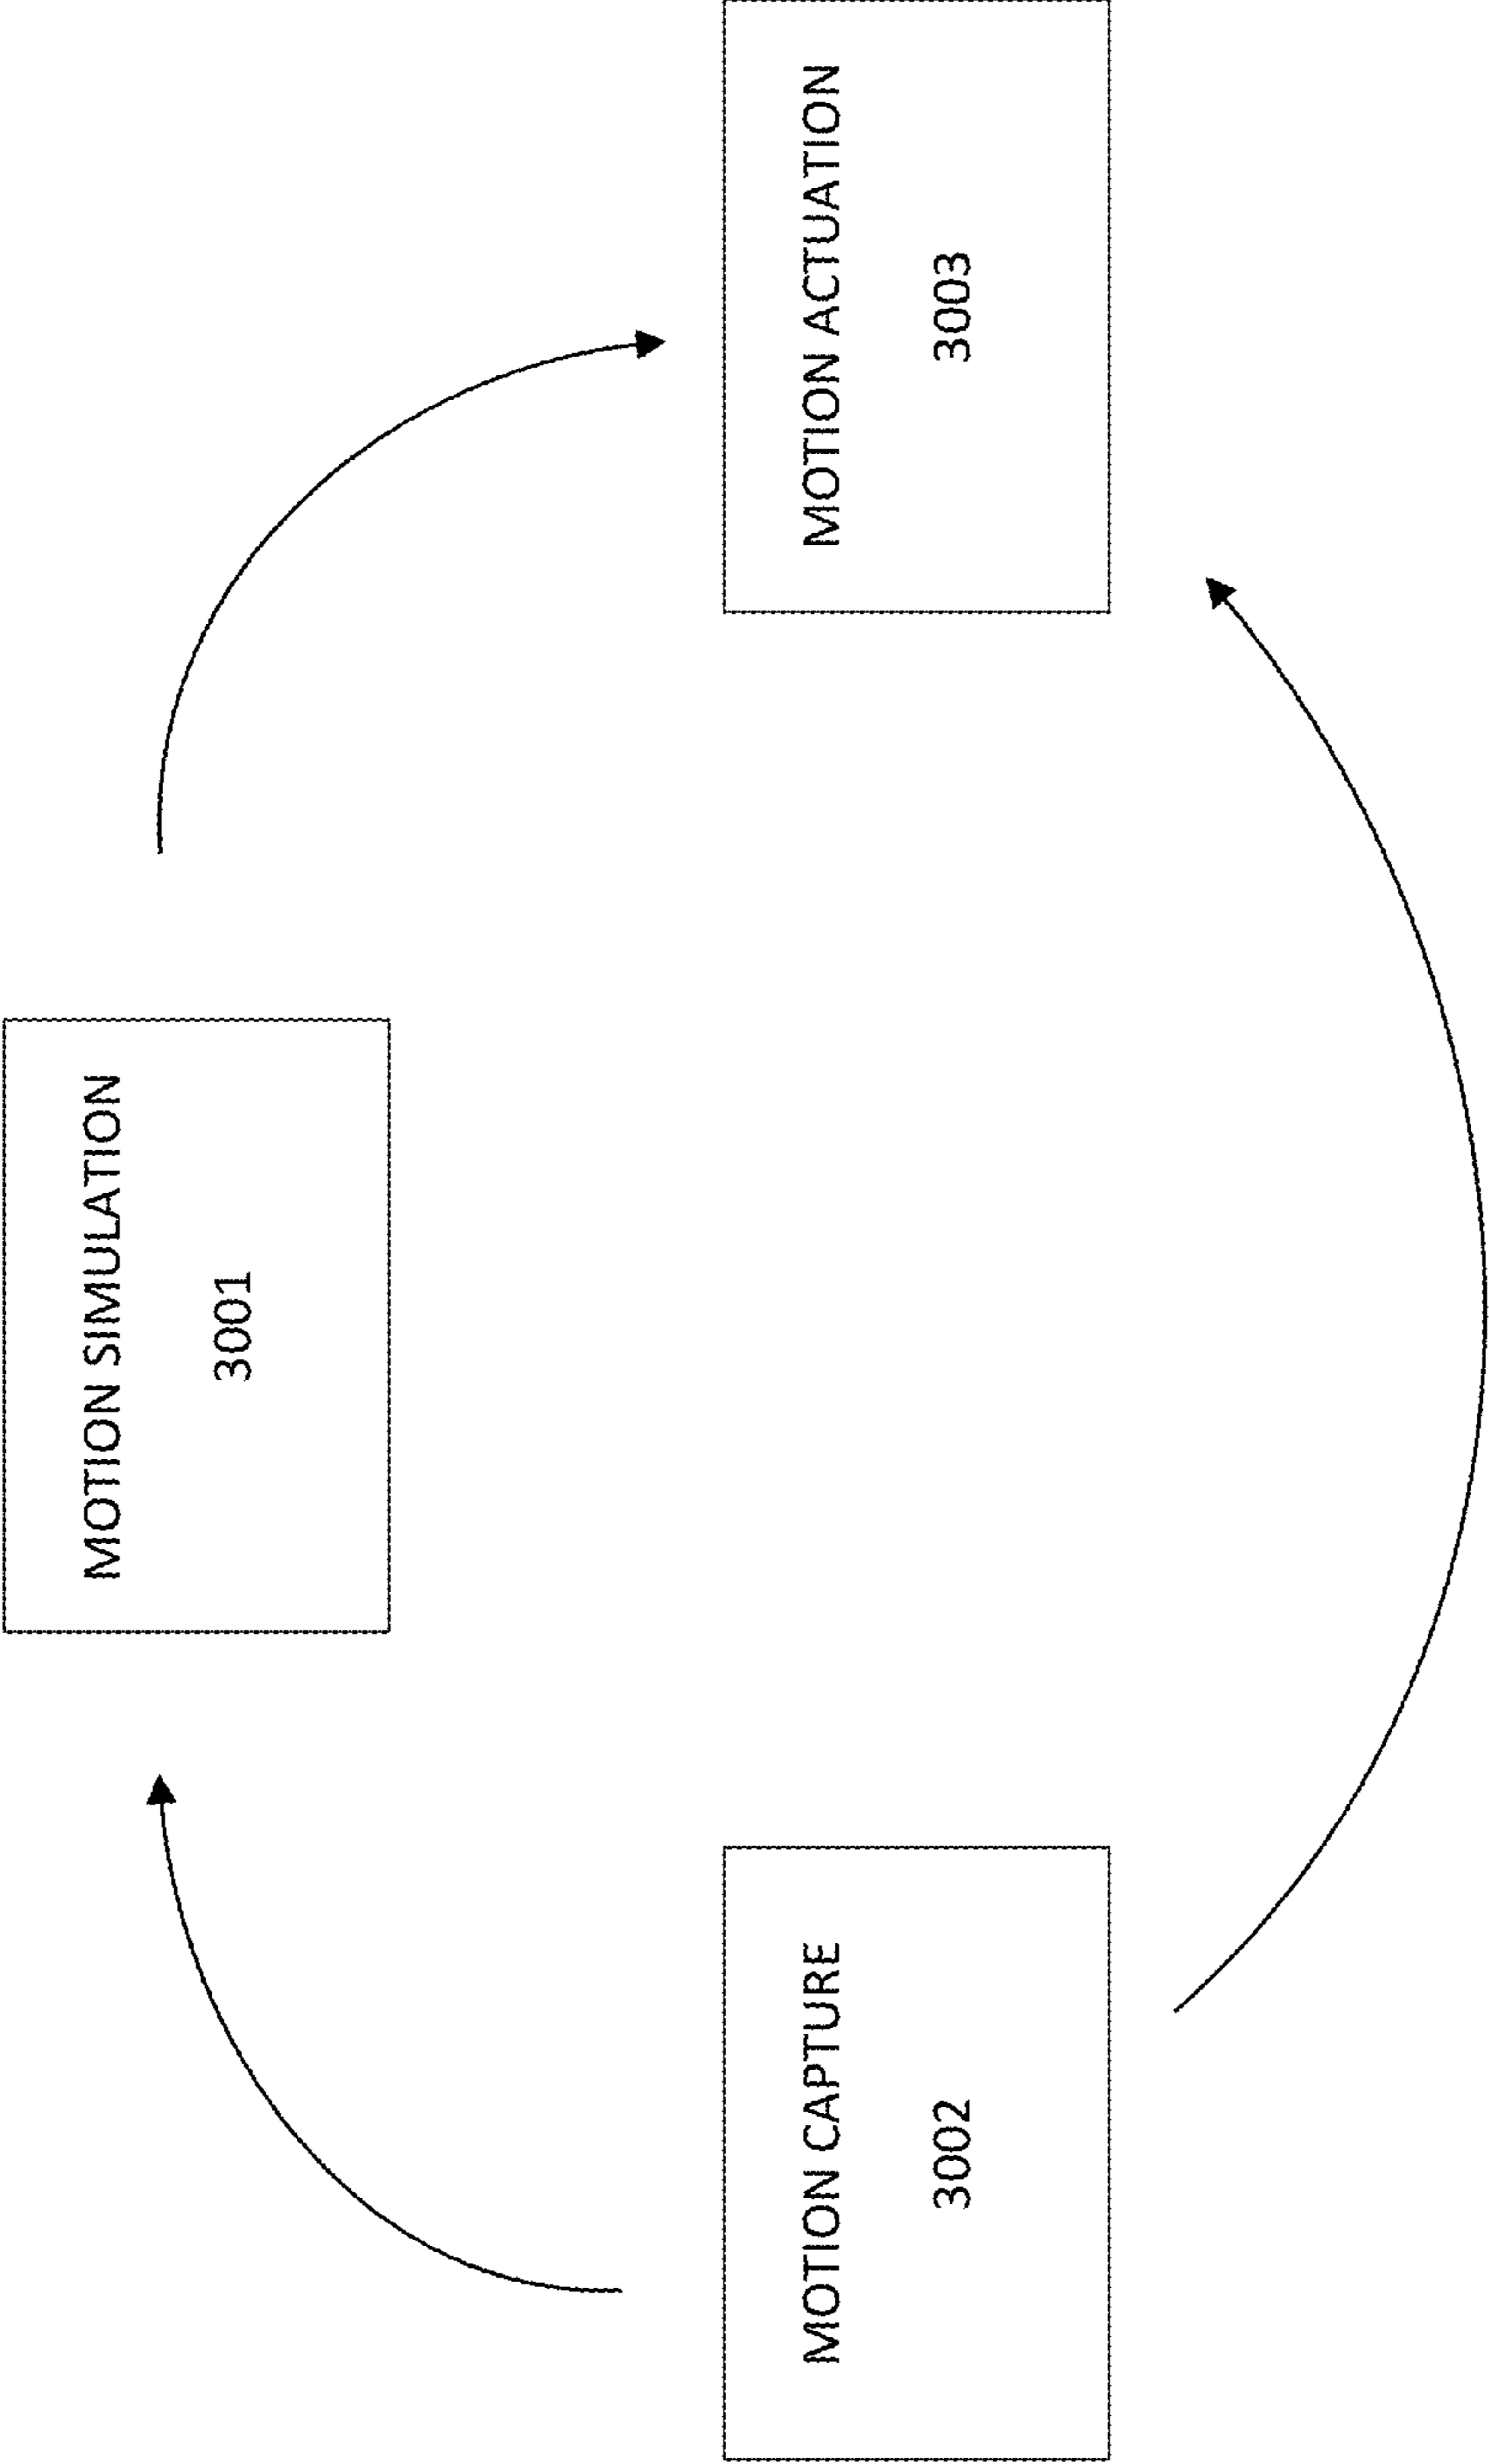 MOTION SIMULATION
3001
MOTION CAPTURE
3002
MOTION ACTUATION
3003